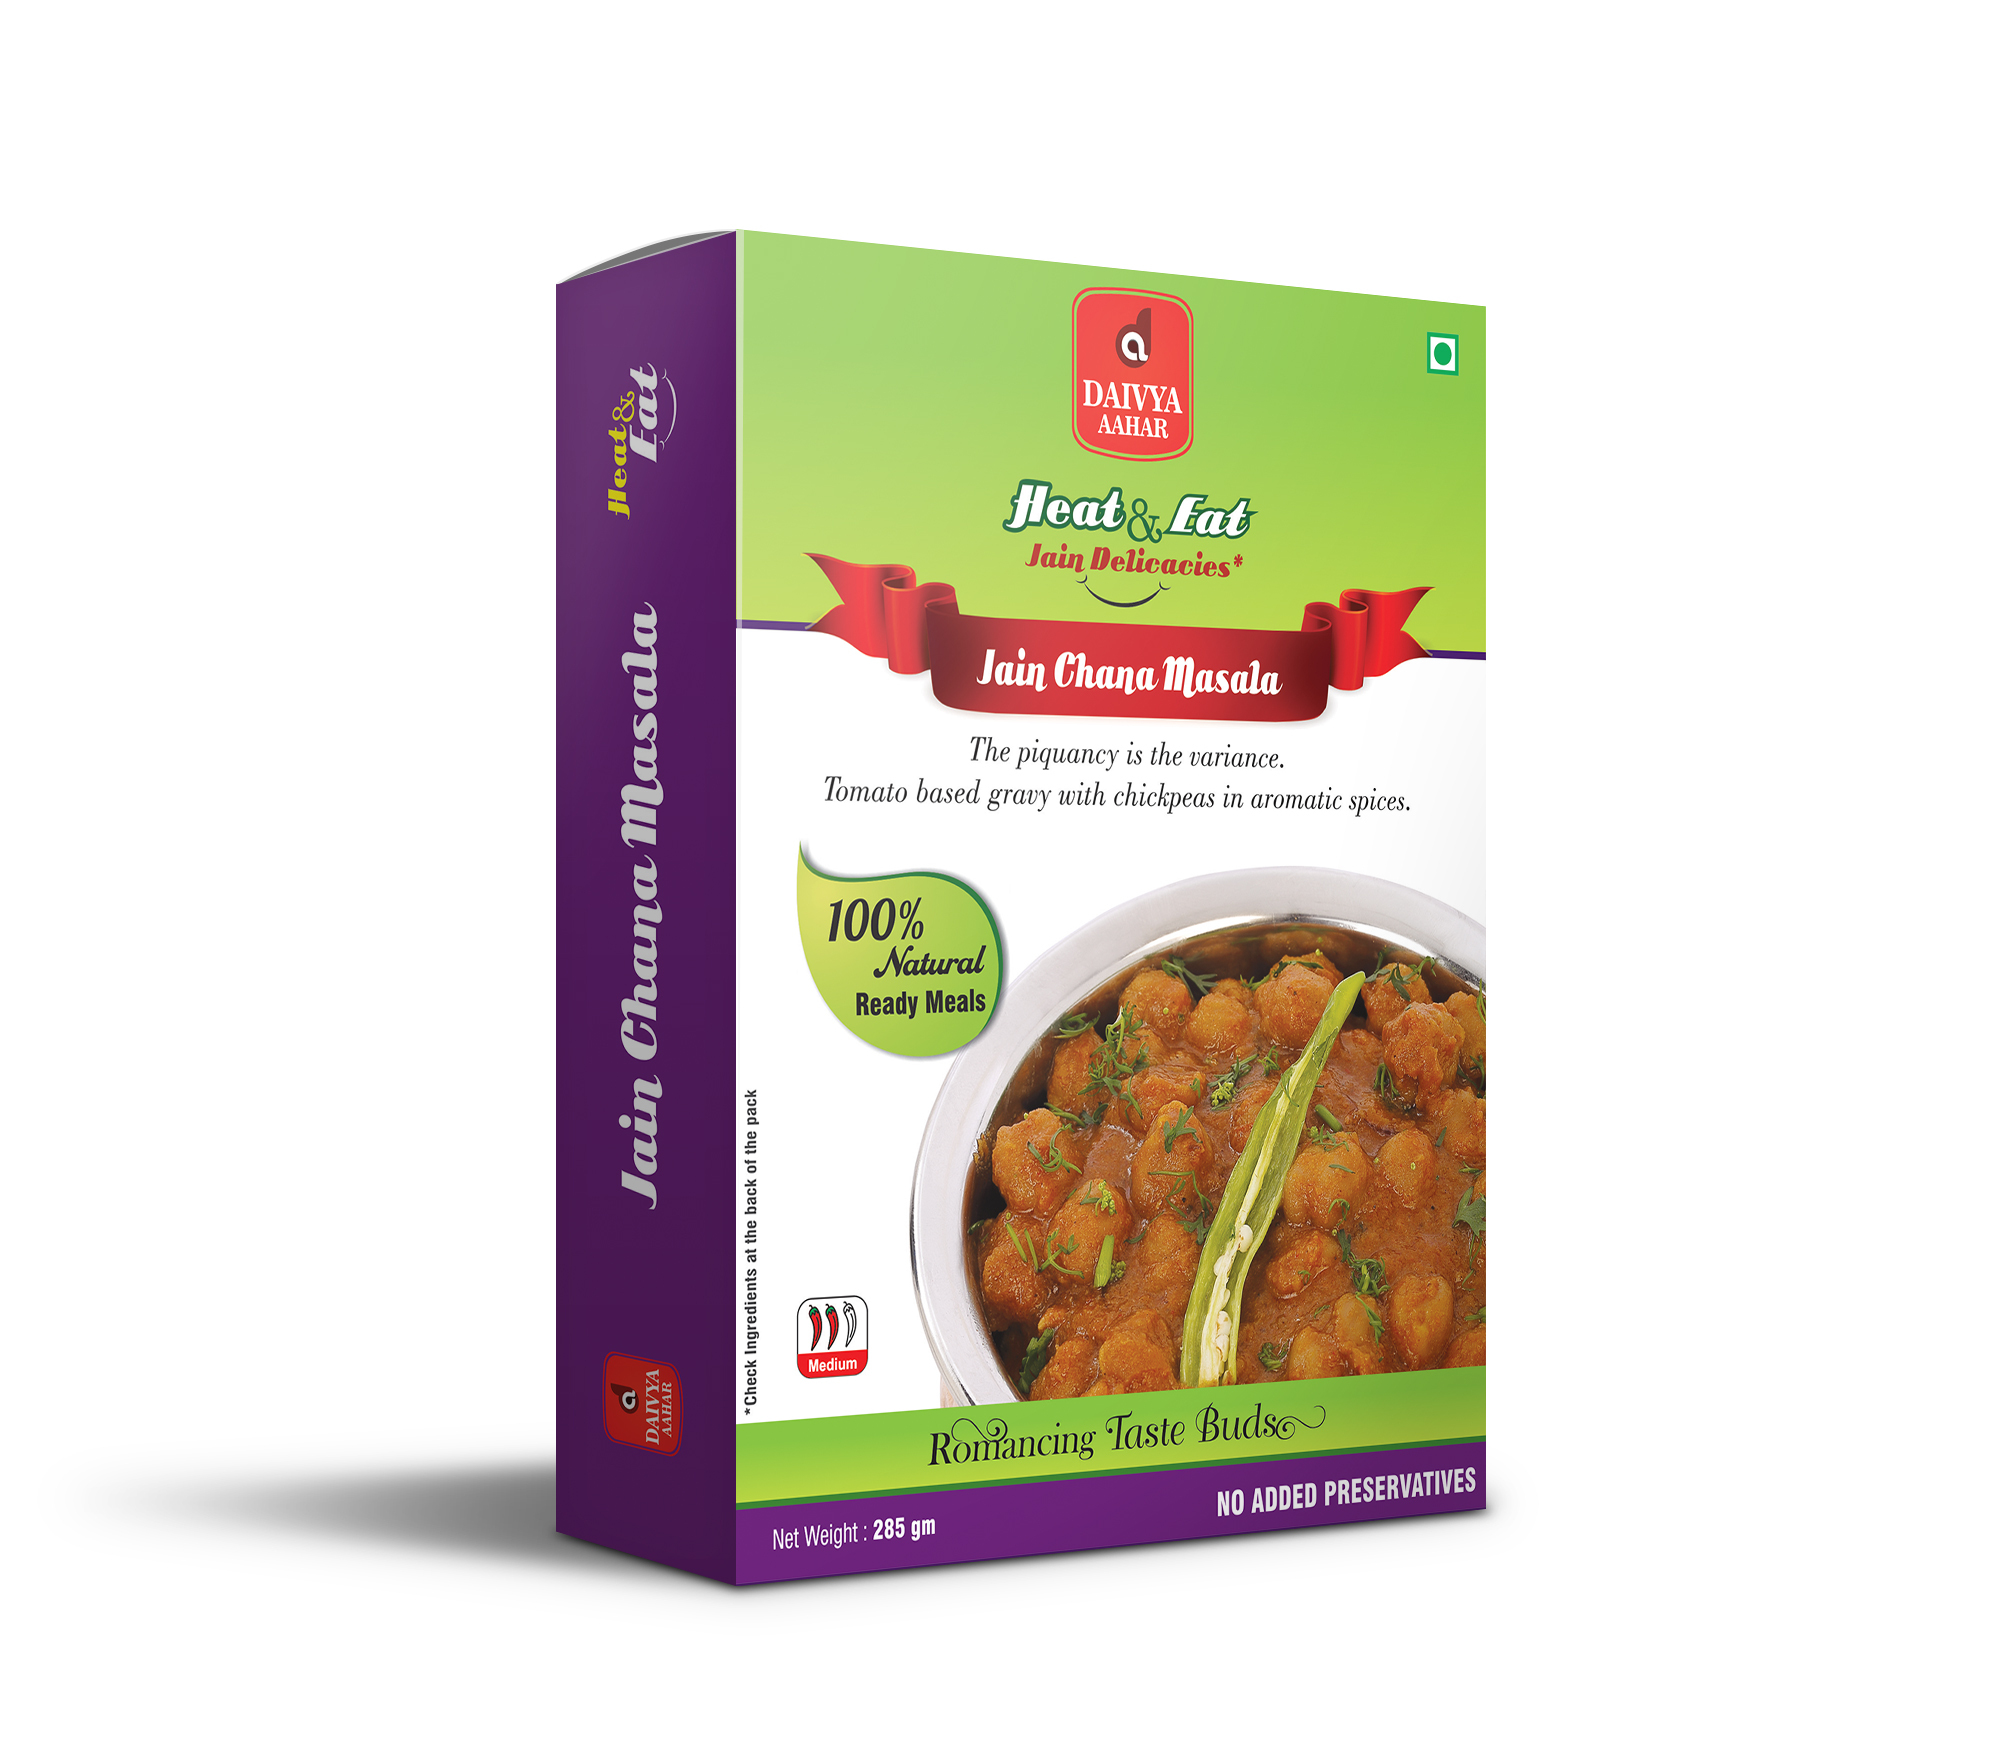 Heat &
Eat
Jain Chana Masala
a
DAIVYA
AAHAR
a
DAIVYA
AAHAR
Heat & Eat
Jain Delicacies*
Jain Chana Masala
The piquancy is the variance.
Tomato based gravy with chickpeas in aromatic spices.
100%
Natural
Ready Meals
*Check Ingredients at the back of the pack
Medium
Romancing Taste Buds
NO ADDED PRESERVATIVES
Net Weight : 285 gm